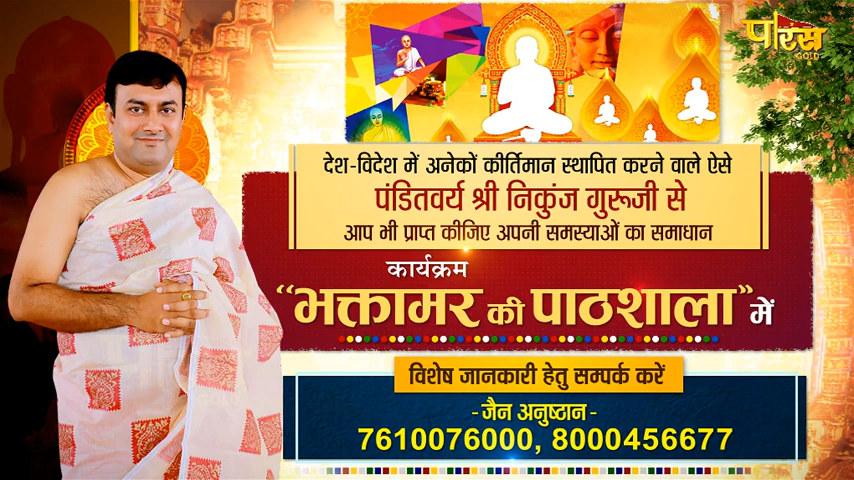 पारस
GOLD
देश-विदेश में अनेकों कीर्तिमान स्थापित करने वाले ऐसे
पंडितवर्य श्री निकुंज गुरूजी से
आप भी प्राप्त कीजिए अपनी समस्याओं का समाधान
कार्यक्रम
“भक्तामर की पाठशाला” में
विशेष जानकारी हेतु सम्पर्क करें
- जैन अनुष्ठान -
7610076000, 8000456677